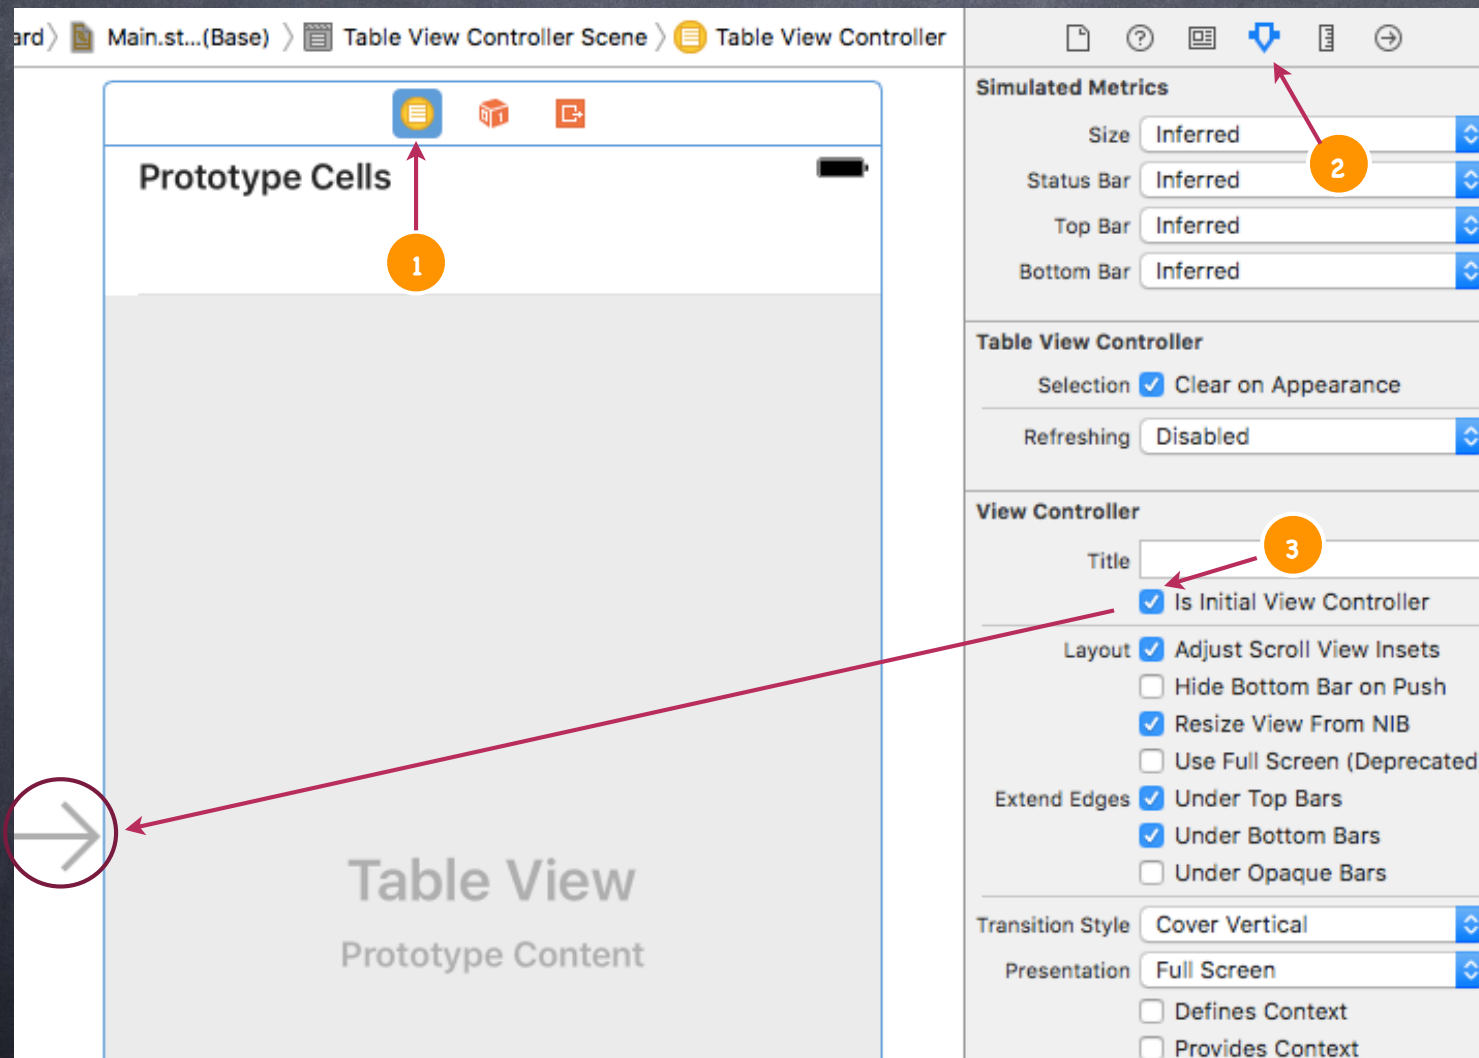 ard〉 Main.st...(Base) 〉 Table View Controller Scene 〉 Table View Controller
Prototype Cells
1
Table View
Prototype Content
Simulated Metrics
Size Inferred
2
Status Bar Inferred
Top Bar Inferred
Bottom Bar Inferred
Table View Controller
Selection Clear on Appearance
Refreshing Disabled
View Controller
3
Title
Is Initial View Controller
Layout Adjust Scroll View Insets
Hide Bottom Bar on Push
Resize View From NIB
Use Full Screen (Deprecated
Extend Edges Under Top Bars
Under Bottom Bars
Under Opaque Bars
Transition Style Cover Vertical
Presentation Full Screen
Defines Context
Provides Context